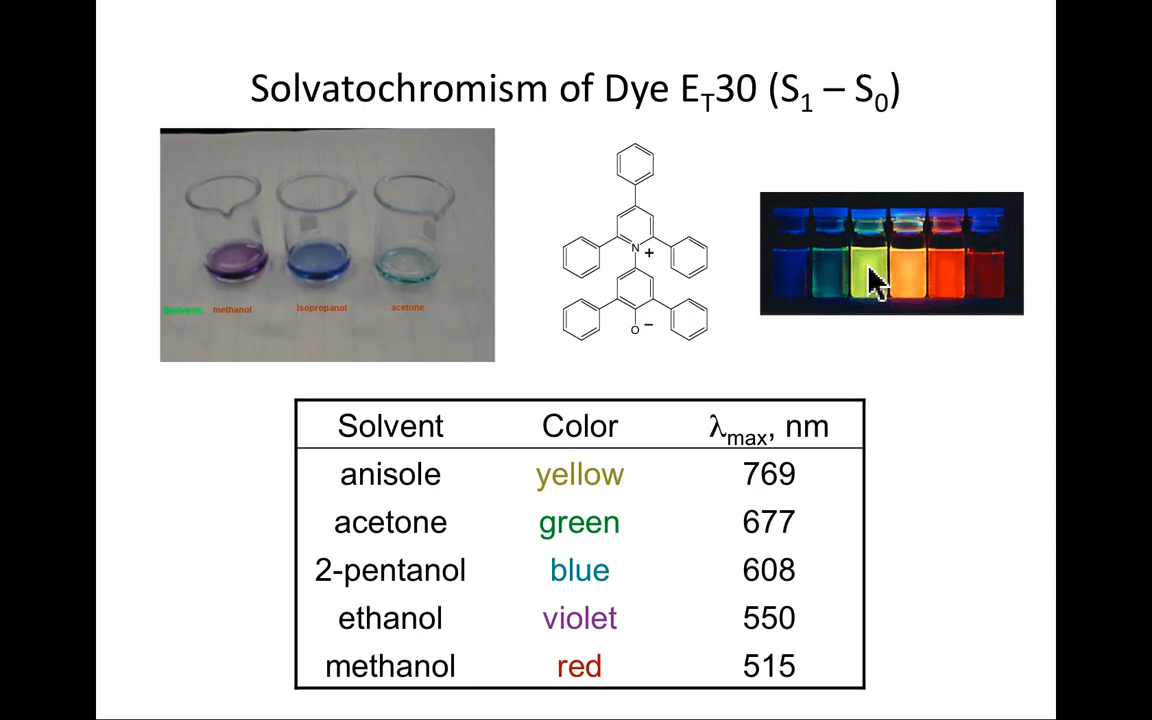 Solvatochromism of Dye ET30 (S1 – S0)
Solvent: methanol isopropanol acetone
N +
O –
Solvent Color λmax, nm
anisole yellow 769
acetone green 677
2-pentanol blue 608
ethanol violet 550
methanol red 515